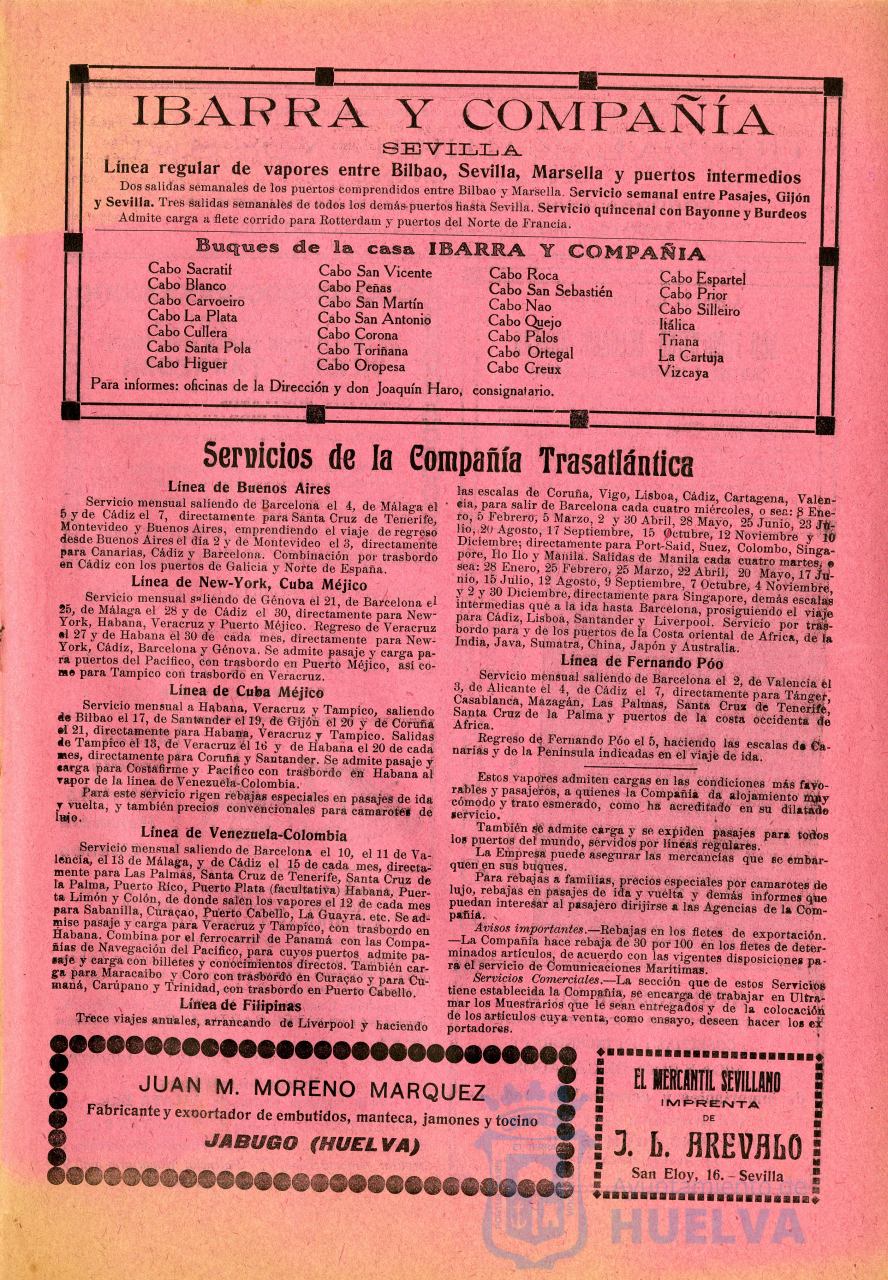 IBARRA Y COMPAÑÍA
SEVILLA
Línea regular de vapores entre Bilbao, Sevilla, Marsella y puertos intermedios
Dos salidas semanales de los puertos comprendidos entre Bilbao y Marsella. Servicio semanal entre Pasajes, Gijón
y Sevilla. Tres salidas semanales de todos los demás puertos hasta Sevilla. Servicio quincenal con Bayonne y Burdeos
Admite carga a flete corrido para Rotterdam y puertos del Norte de Francia.
Buques de la casa IBARRA Y COMPAÑIA
Cabo Sacratif
Cabo Blanco
Cabo Carvoeiro
Cabo La Plata
Cabo Cullera
Cabo Santa Pola
Cabo Higuer
Cabo San Vicente
Cabo Peñas
Cabo San Martín
Cabo San Antonio
Cabo Corona
Cabo Toriñana
Cabo Oropesa
Cabo Roca
Cabo San Sebastién
Cabo Nao
Cabo Quejo
Cabo Palos
Cabo Ortegal
Cabo Creux
Cabo Espartel
Cabo Prior
Cabo Silleiro
Itálica
Triana
La Cartuja
Vizcaya
Para informes: oficinas de la Dirección y don Joaquín Haro, consignatario.
Servicios de la Compañía Trasatlántica
Línea de Buenos Aires
Servicio mensual saliendo de Barcelona el 4, de Málaga el
5 y de Cádiz el 7, directamente para Santa Cruz de Tenerife,
Montevideo y Buenos Aires, emprendiendo el viaje de regreso
desde Buenos Aires el día 2 y de Montevideo el 3, directamente
para Canarias, Cádiz y Barcelona. Combinación por trasbordo
en Cádiz con los puertos de Galicia y Norte de España.
Línea de New-York, Cuba Méjico
Servicio mensual saliendo de Génova el 21, de Barcelona el
25, de Málaga el 28 y de Cádiz el 30, directamente para New-
York, Habana, Veracruz y Puerto Méjico. Regreso de Veracruz
el 27 y de Habana el 30 de cada mes, directamente para New-
York, Cádiz, Barcelona y Génova. Se admite pasaje y carga pa-
ra puertos del Pacífico, con trasbordo en Puerto Méjico, así co-
mo para Tampico con trasbordo en Veracruz.
Línea de Cuba Méjico
Servicio mensual a Habana, Veracruz y Tampico, saliendo
de Bilbao el 17, de Santander el 19, de Gijón el 20 y de Coruña
el 21, directamente para Habana, Veracruz y Tampico. Salidas
de Tampico el 13, de Veracruz el 16 y de Habana el 20 de cada
mes, directamente para Coruña y Santander. Se admite pasaje y
carga para Costafirme y Pacífico con trasbordo en Habana al
vapor de la línea de Venezuela-Colombia.
Para este servicio rigen rebajas especiales en pasajes de ida
y vuelta, y también precios convencionales para camarotes de
lujo.
Línea de Venezuela-Colombia
Servicio mensual saliendo de Barcelona el 10, el 11 de Va-
lencia, el 13 de Málaga, y de Cádiz el 15 de cada mes, directa-
mente para Las Palmas, Santa Cruz de Tenerife, Santa Cruz de
la Palma, Puerto Rico, Puerto Plata (facultativa) Habana, Puer-
ta Limón y Colón, de donde salen los vapores el 12 de cada mes
para Sabanilla, Curaçao, Puerto Cabello, La Guayra. etc. Se ad-
mise pasaje y carga para Veracruz y Tampico, con trasbordo en
Habana. Combina por el ferrocarril de Panamá con las Compa-
ñías de Navegación del Pacífico, para cuyos puertos admite pa-
saje y carga con billetes y conocimientos directos. También car-
ga para Maracaibo y Coro con trasbordo en Curaçao y para Cu-
maná, Carúpano y Trinidad, con trasbordo en Puerto Cabello.
Línea de Filipinas
Trece viajes anuales, arrancando de Liverpool y haciendo
las escalas de Coruña, Vigo, Lisboa, Cádiz, Cartagena, Valen-
cia, para salir de Barcelona cada cuatro miércoles, o sea: 8 Ene-
ro, 5 Febrero, 5 Marzo, 2 y 30 Abril, 28 Mayo, 25 Junio, 23 Ju-
lio, 20 Agosto, 17 Septiembre, 15 Octubre, 12 Noviembre y 10
Diciembre; directamente para Port-Said, Suez, Colombo, Singa-
pore, Ilo Ilo y Manila. Salidas de Manila cada cuatro martes, o
sea: 28 Enero, 25 Febrero, 25 Marzo, 22 Abril, 20 Mayo, 17 Ju-
nio, 15 Julio, 12 Agosto, 9 Septiembre, 7 Octubre, 4 Noviembre,
y 2 y 30 Diciembre, directamente para Singapore, demás escalas
intermedias que a la ida hasta Barcelona, prosiguiendo el viaje
para Cádiz, Lisboa, Santander y Liverpool. Servicio por tras-
bordo para y de los puertos de la Costa oriental de Africa, de la
India, Java, Sumatra, China, Japón y Australia.
Línea de Fernando Póo
Servicio mensual saliendo de Barcelona el 2, de Valencia el
3, de Alicante el 4, de Cádiz el 7, directamente para Tánger,
Casablanca, Mazagán, Las Palmas, Santa Cruz de Tenerife,
Santa Cruz de la Palma y puertos de la costa occidenta de
Africa.
Regreso de Fernando Póo el 5, haciendo las escalas de Ca-
narias y de la Península indicadas en el viaje de ida.
Estos vapores admiten cargas en las condiciones más favo-
rables y pasajeros, a quienes la Compañía da alojamiento muy
cómodo y trato esmerado, como ha acreditado en su dilatado
servicio.
También se admite carga y se expiden pasajes para todos
los puertos del mundo, servidos por líneas regulares.
La Empresa puede asegurar las mercancías que se embar-
quen en sus buques.
Para rebajas a familias, precios especiales por camarotes de
lujo, rebajas en pasajes de ida y vuelta y demás informes que
puedan interesar al pasajero dirijirse a las Agencias de la Com-
pañía.
Avisos importantes.—Rebajas en los fletes de exportación.
—La Compañía hace rebaja de 30 por 100 en los fletes de deter-
minados artículos, de acuerdo con las vigentes disposiciones pa-
ra el servicio de Comunicaciones Marítimas.
Servicios Comerciales.—La sección que de estos Servicios
tiene establecida la Compañía, se encarga de trabajar en Ultra-
mar los Muestrarios que le sean entregados y de la colocación
de los artículos cuya venta, como ensayo, deseen hacer los ex
portadores.
JUAN M. MORENO MARQUEZ
Fabricante y exportador de embutidos, manteca, jamones y tocino
JABUGO (HUELVA)
EL MERCANTIL SEVILLANO
IMPRENTA
DE
J. L. AREVALO
San Eloy, 16. - Sevilla
Ayuntamiento de
HUELVA